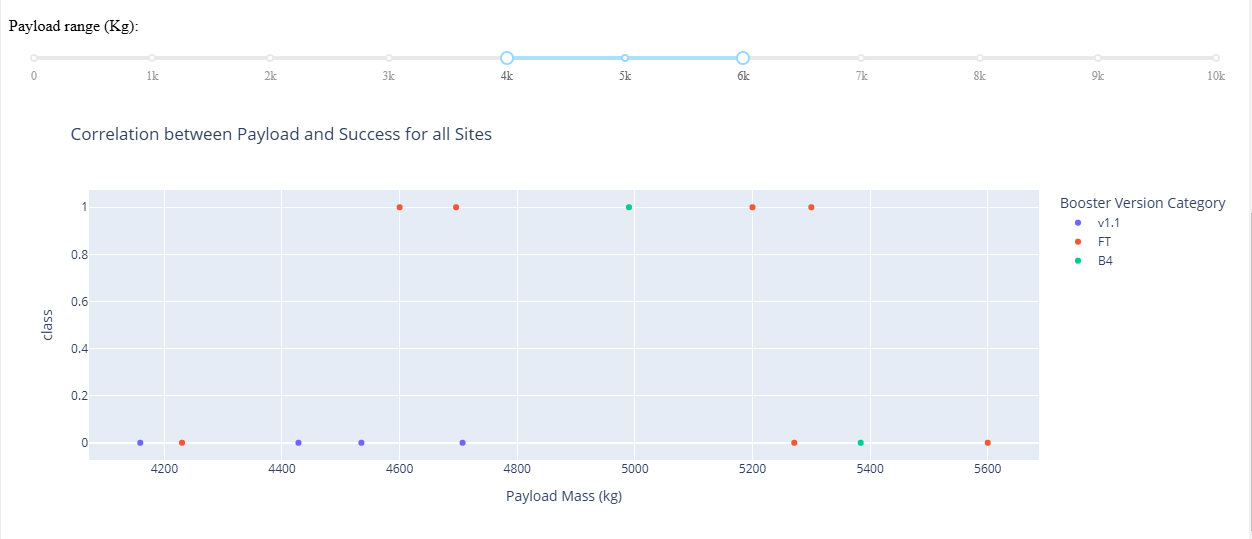 Payload range (Kg):
0 1k 2k 3k 4k 5k 6k 7k 8k 9k 10k
Correlation between Payload and Success for all Sites
Booster Version Category
v1.1
FT
B4
1
0.8
0.6
0.4
0.2
0
class
4200 4400 4600 4800 5000 5200 5400 5600
Payload Mass (kg)